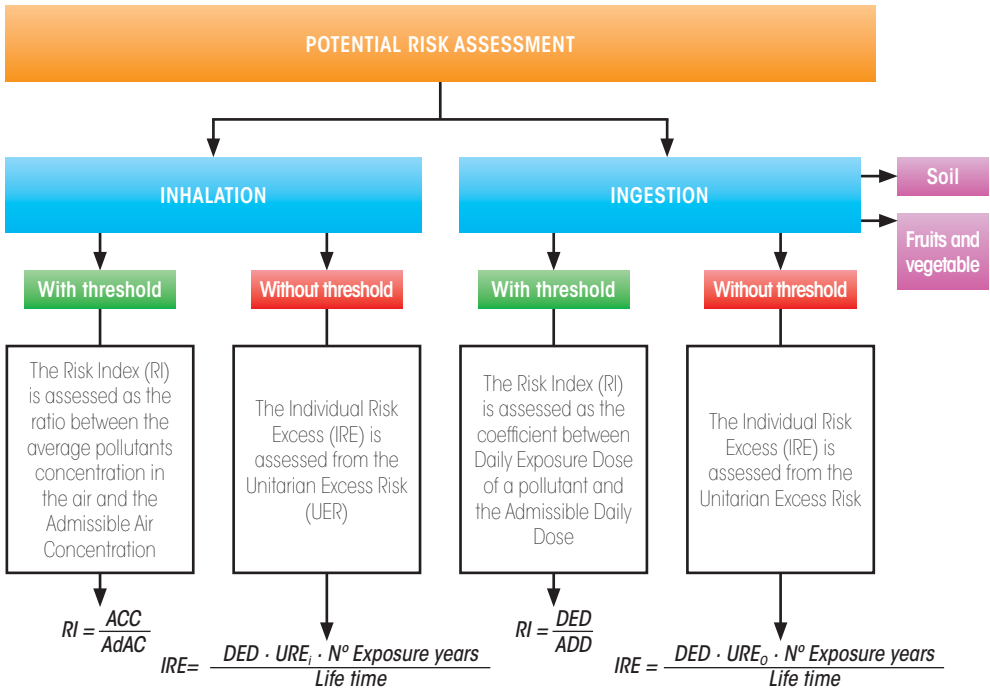 POTENTIAL RISK ASSESSMENT
INHALATION
INGESTION
Soil
Fruits and
vegetable
With threshold
Without threshold
With threshold
Without threshold
The Risk Index (RI)
is assessed as the
ratio between the
average pollutants
concentration in
the air and the
Admissible Air
Concentration
The Individual Risk
Excess (IRE) is
assessed from the
Unitarian Excess Risk
(UER)
The Risk Index (RI)
is assessed as the
coefficient between
Daily Exposure Dose
of a pollutant and
the Admissible Daily
Dose
The Individual Risk
Excess (IRE) is
assessed from the
Unitarian Excess Risk
RI = ACC
AdAC
IRE= DED · UREi · Nº Exposure years
Life time
RI = DED
ADD
IRE = DED · UREo · Nº Exposure years
Life time